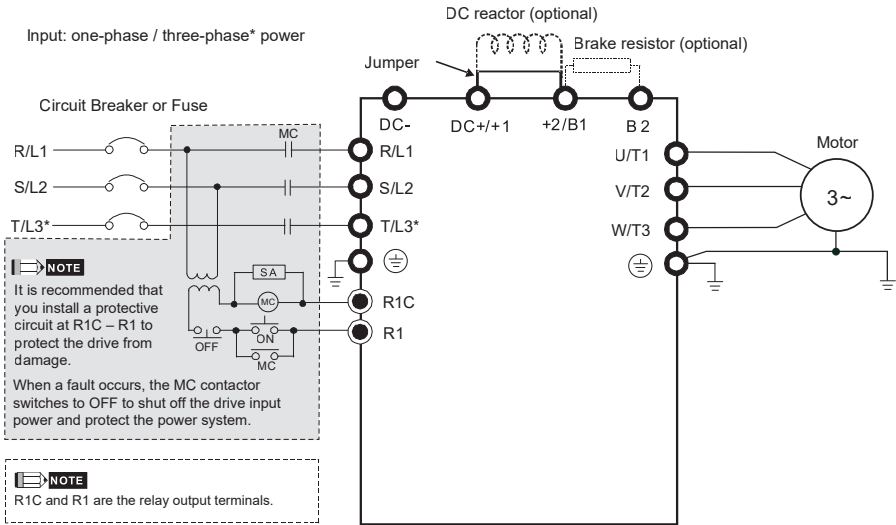 DC reactor (optional)
Input: one-phase / three-phase* power
Brake resistor (optional)
Jumper
Circuit Breaker or Fuse
DC-
DC+/+1
+2/B1
B 2
MC
Motor
R/L1
R/L1
U/T1
S/L2
S/L2
V/T2
3~
T/L3*
T/L3*
W/T3
NOTE
It is recommended that
you install a protective
circuit at R1C – R1 to
protect the drive from
damage.
When a fault occurs, the MC contactor
switches to OFF to shut off the drive input
power and protect the power system.
SA
MC
R1C
OFF
ON
R1
MC
NOTE
R1C and R1 are the relay output terminals.